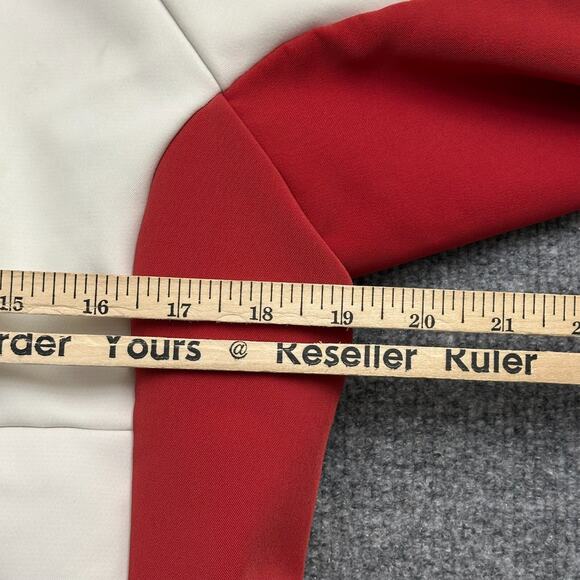 15 16 17 18 19 20 21
rder Yours @ Reseller Ruler